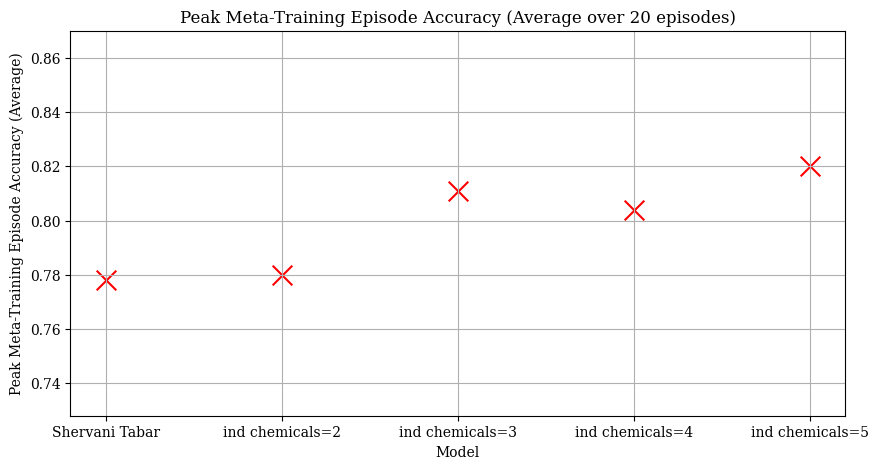 Peak Meta-Training Episode Accuracy (Average over 20 episodes)
Peak Meta-Training Episode Accuracy (Average)
0.86
0.84
0.82
0.80
0.78
0.76
0.74
Shervani Tabar
ind chemicals=2
ind chemicals=3
ind chemicals=4
ind chemicals=5
Model